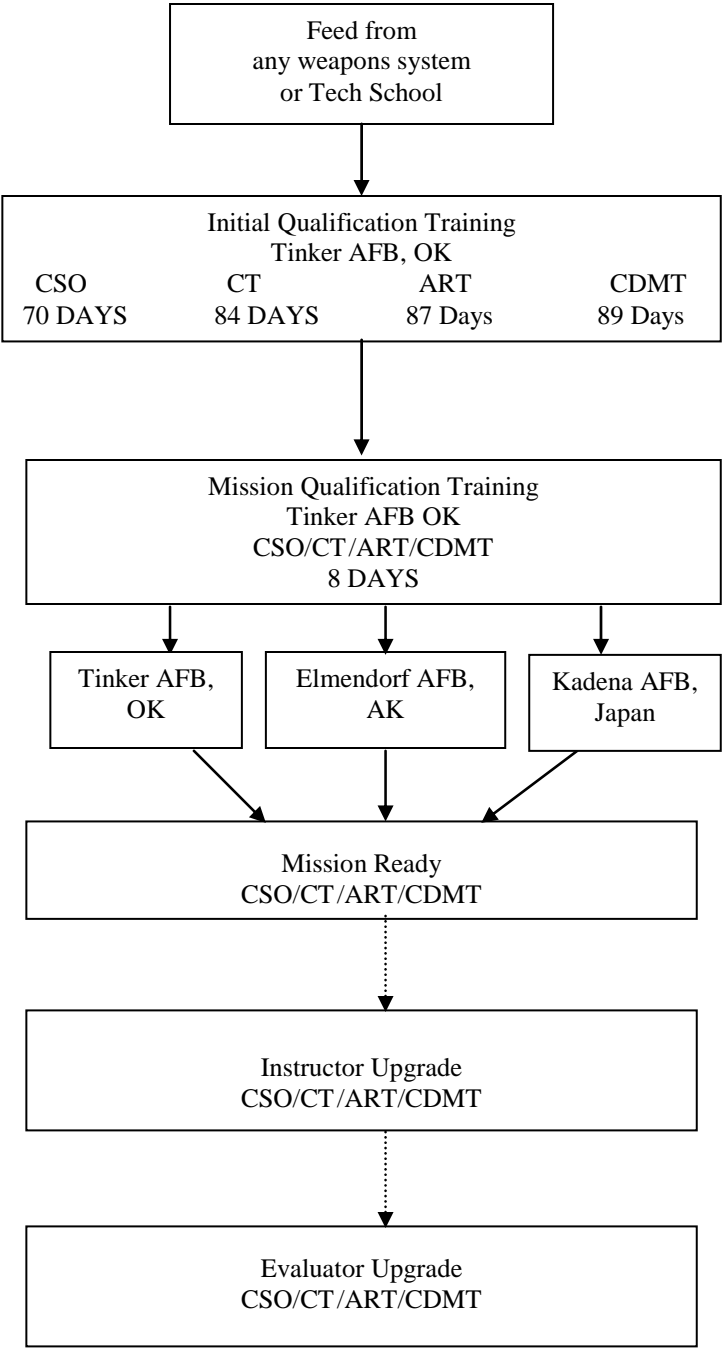 Feed from
any weapons system
or Tech School
Initial Qualification Training
Tinker AFB, OK
CSO CT ART CDMT
70 DAYS 84 DAYS 87 Days 89 Days
Mission Qualification Training
Tinker AFB OK
CSO/CT/ART/CDMT
8 DAYS
Tinker AFB,
OK
Elmendorf AFB,
AK
Kadena AFB,
Japan
Mission Ready
CSO/CT/ART/CDMT
Instructor Upgrade
CSO/CT/ART/CDMT
Evaluator Upgrade
CSO/CT/ART/CDMT